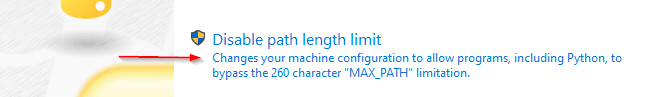 Disable path length limit
Changes your machine configuration to allow programs, including Python, to
bypass the 260 character "MAX_PATH" limitation.